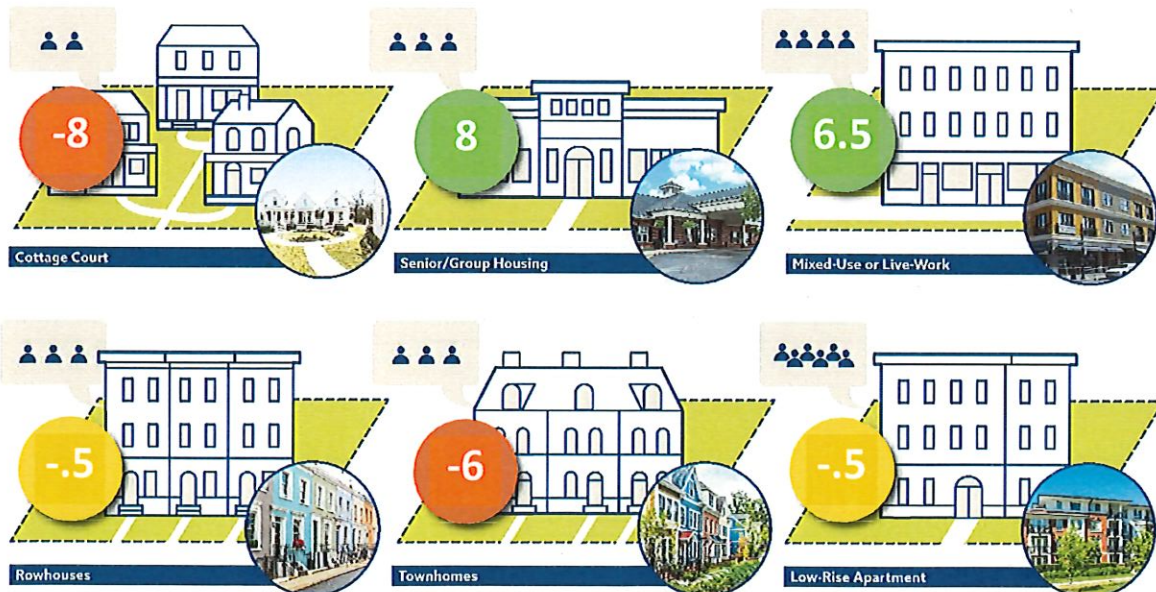 -8
8
6.5
Cottage Court
Senior/Group Housing
Mixed-Use or Live-Work
-.5
-6
-.5
Rowhouses
Townhomes
Low-Rise Apartment